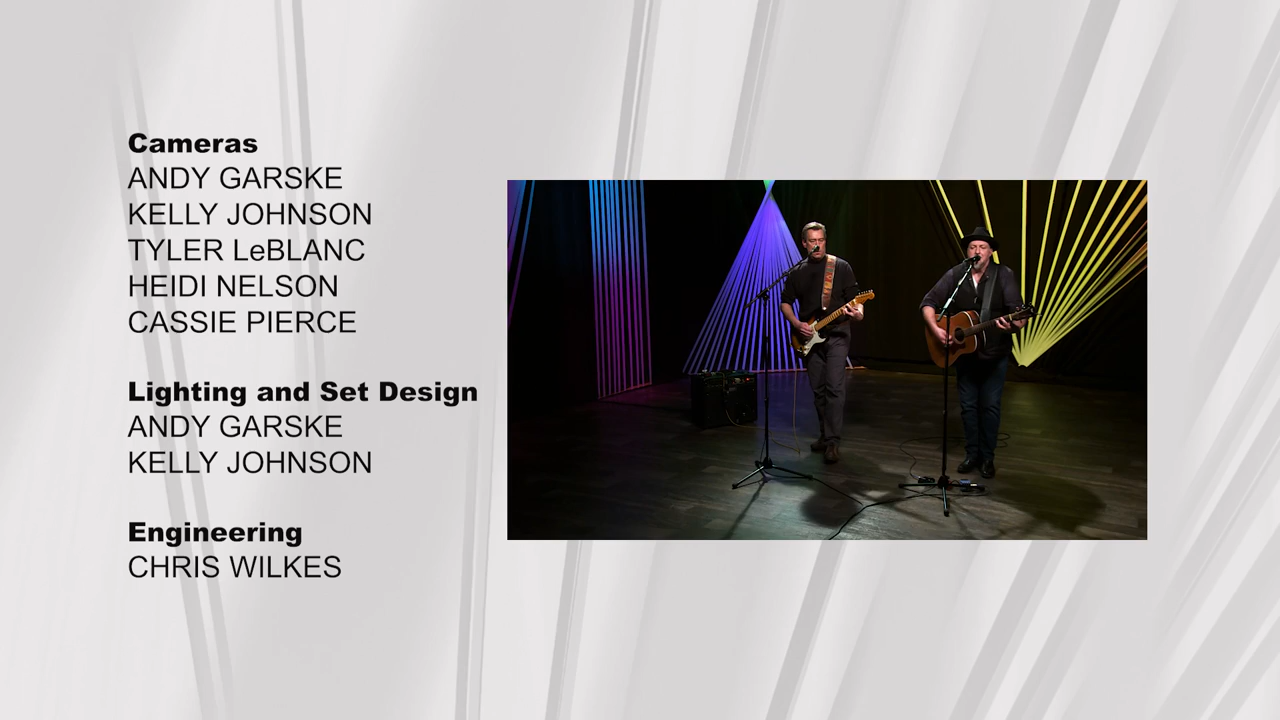 Cameras
ANDY GARSKE
KELLY JOHNSON
TYLER LeBLANC
HEIDI NELSON
CASSIE PIERCE
Lighting and Set Design
ANDY GARSKE
KELLY JOHNSON
Engineering
CHRIS WILKES